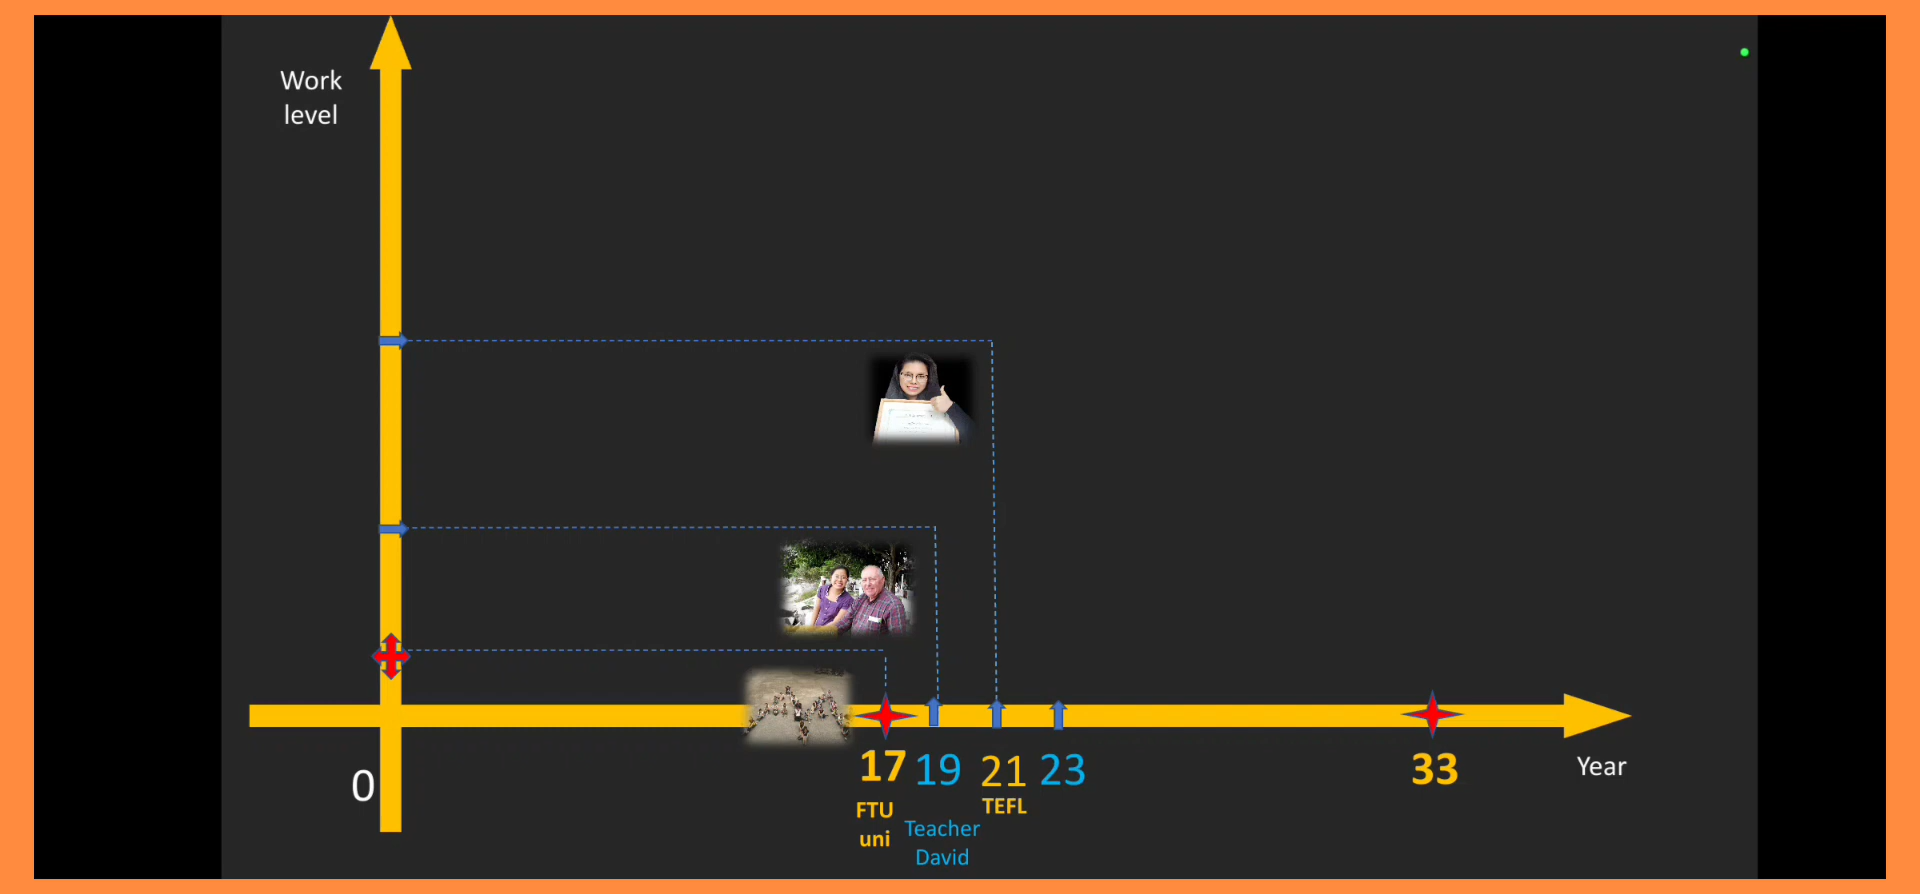 Work
level
0
17
19
21
23
33
Year
FTU
uni
TEFL
Teacher
David